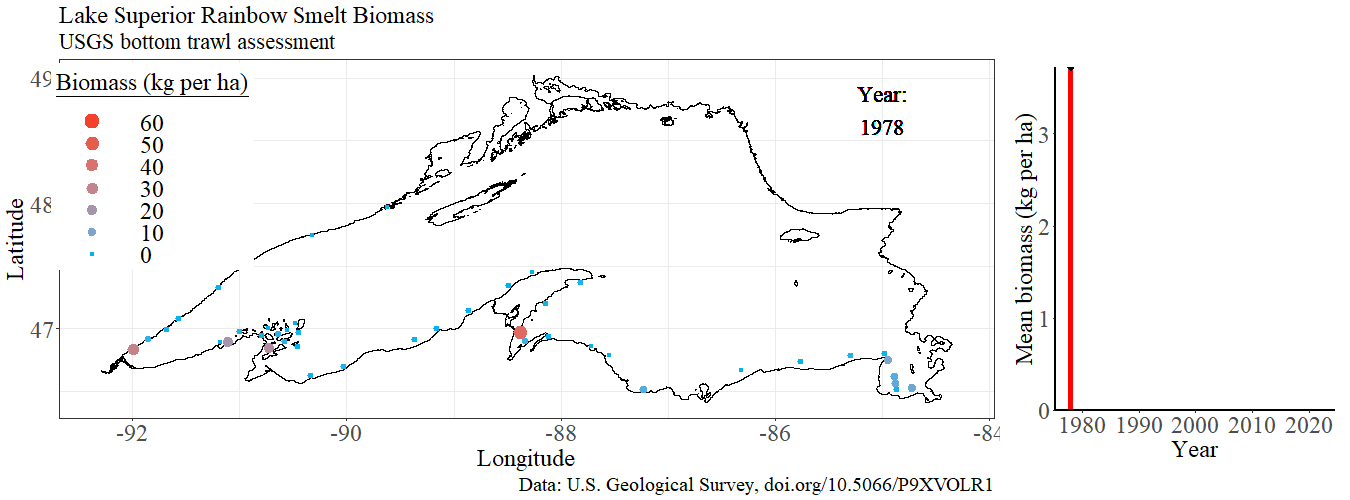 Lake Superior Rainbow Smelt Biomass
USGS bottom trawl assessment
Biomass (kg per ha)
60
50
40
30
20
10
0
Year:
1978
49
48
47
Latitude
-92 -90 -88 -86 -84
Longitude
Data: U.S. Geological Survey, doi.org/10.5066/P9XVOLR1
Mean biomass (kg per ha)
3
2
1
0
1980 1990 2000 2010 2020
Year